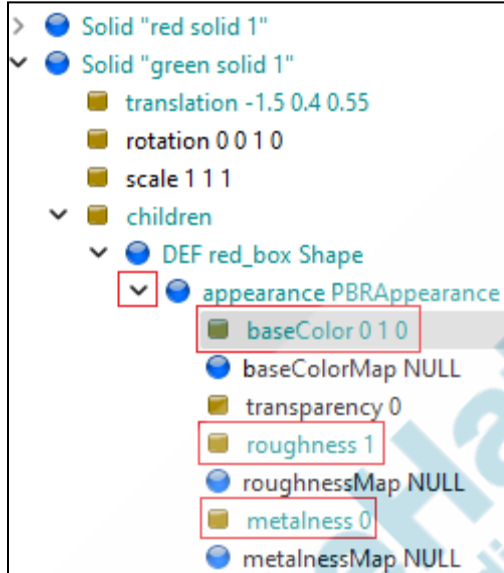 Solid "red solid 1"
Solid "green solid 1"
translation -1.5 0.4 0.55
rotation 0 0 1 0
scale 1 1 1
children
DEF red_box Shape
appearance PBRAppearance
baseColor 0 1 0
baseColorMap NULL
transparency 0
roughness 1
roughnessMap NULL
metalness 0
metalnessMap NULL